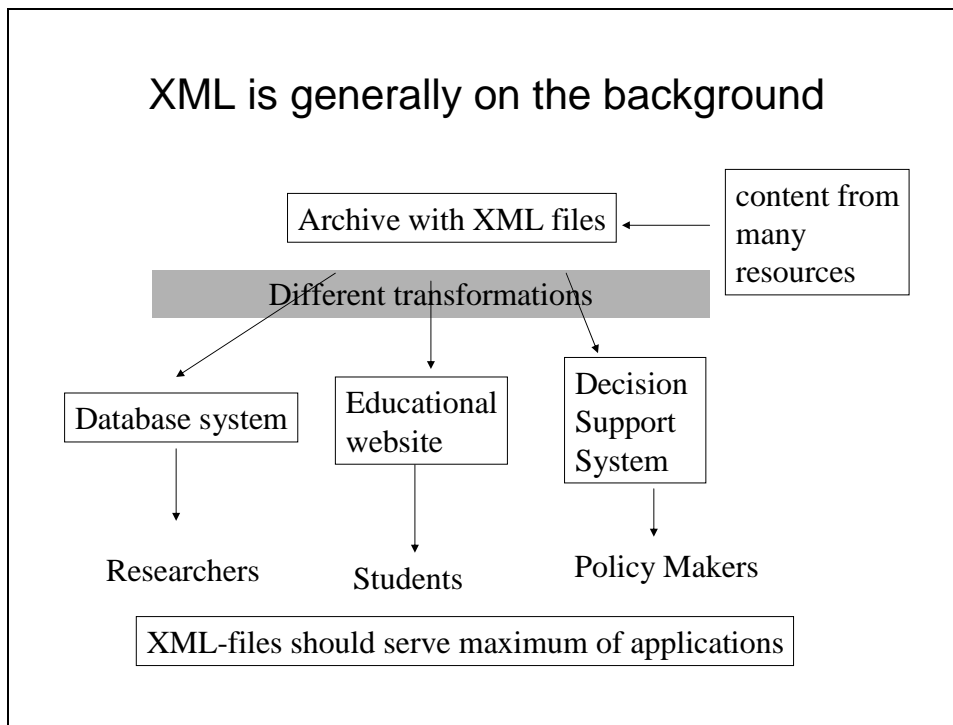 XML is generally on the background
content from
many
resources
Archive with XML files
Different transformations
Database system
Educational
website
Decision
Support
System
Researchers
Students
Policy Makers
XML-files should serve maximum of applications